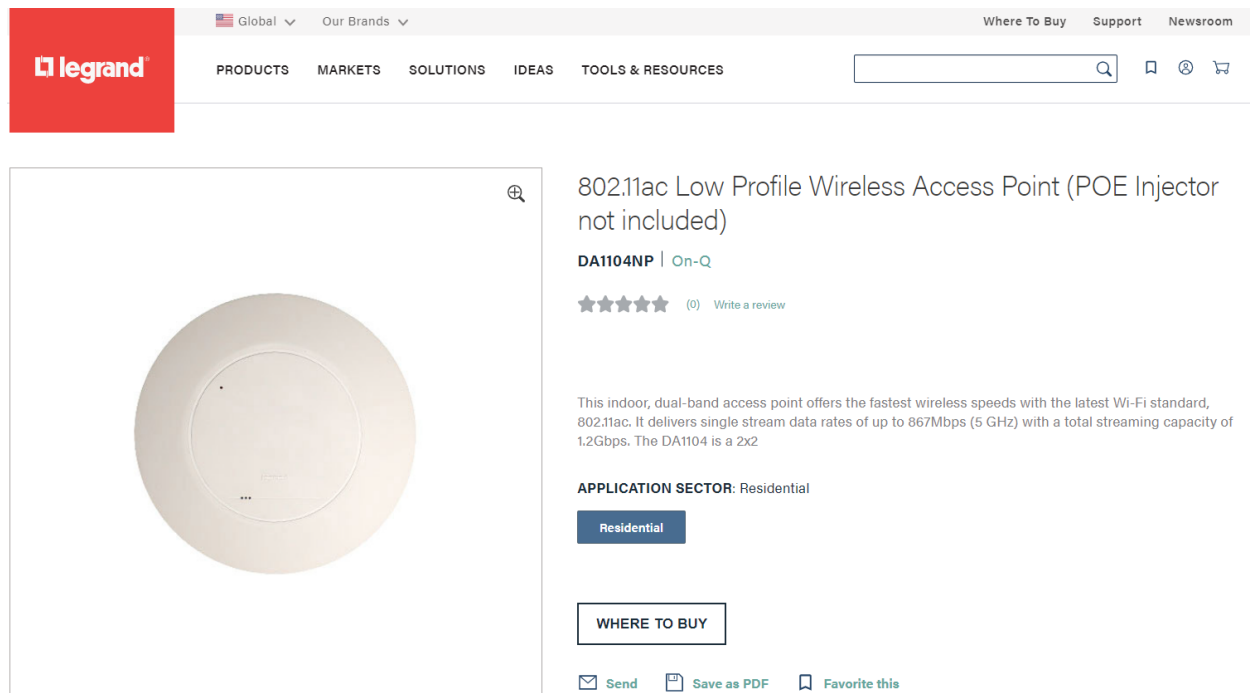 Global
Our Brands
Where To Buy
Support
Newsroom
legrand®
PRODUCTS
MARKETS
SOLUTIONS
IDEAS
TOOLS & RESOURCES
802.11ac Low Profile Wireless Access Point (POE Injector
not included)
DA1104NP | On-Q
(0) Write a review
This indoor, dual-band access point offers the fastest wireless speeds with the latest Wi-Fi standard,
802.11ac. It delivers single stream data rates of up to 867Mbps (5 GHz) with a total streaming capacity of
1.2Gbps. The DA1104 is a 2x2
APPLICATION SECTOR: Residential
Residential
WHERE TO BUY
Send
Save as PDF
Favorite this